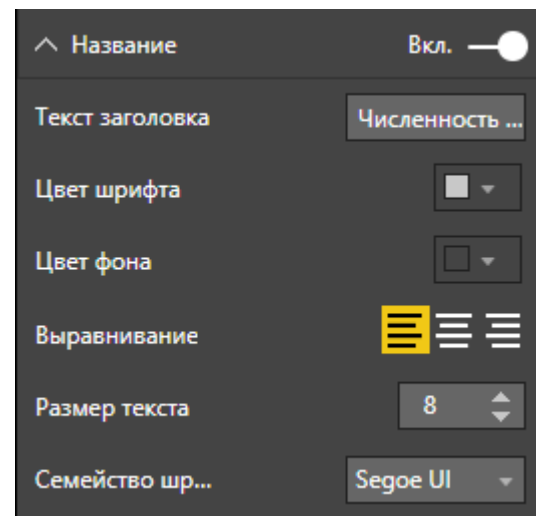 Название Вкл.
Текст заголовка Численность ...
Цвет шрифта
Цвет фона
Выравнивание
Размер текста 8
Семейство шр... Segoe UI